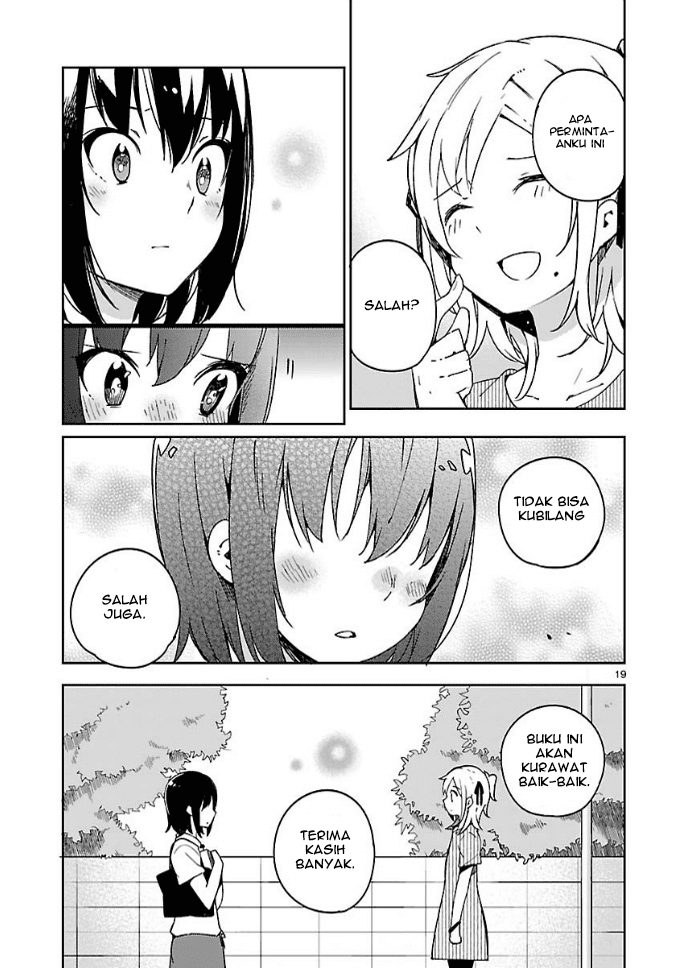 APA
PERMINTA-
ANKU INI
SALAH?
TIDAK BISA
KUBILANG
SALAH
JUGA.
19
BUKU INI
AKAN
KURAWAT
BAIK-BAIK.
TERIMA
KASIH
BANYAK.